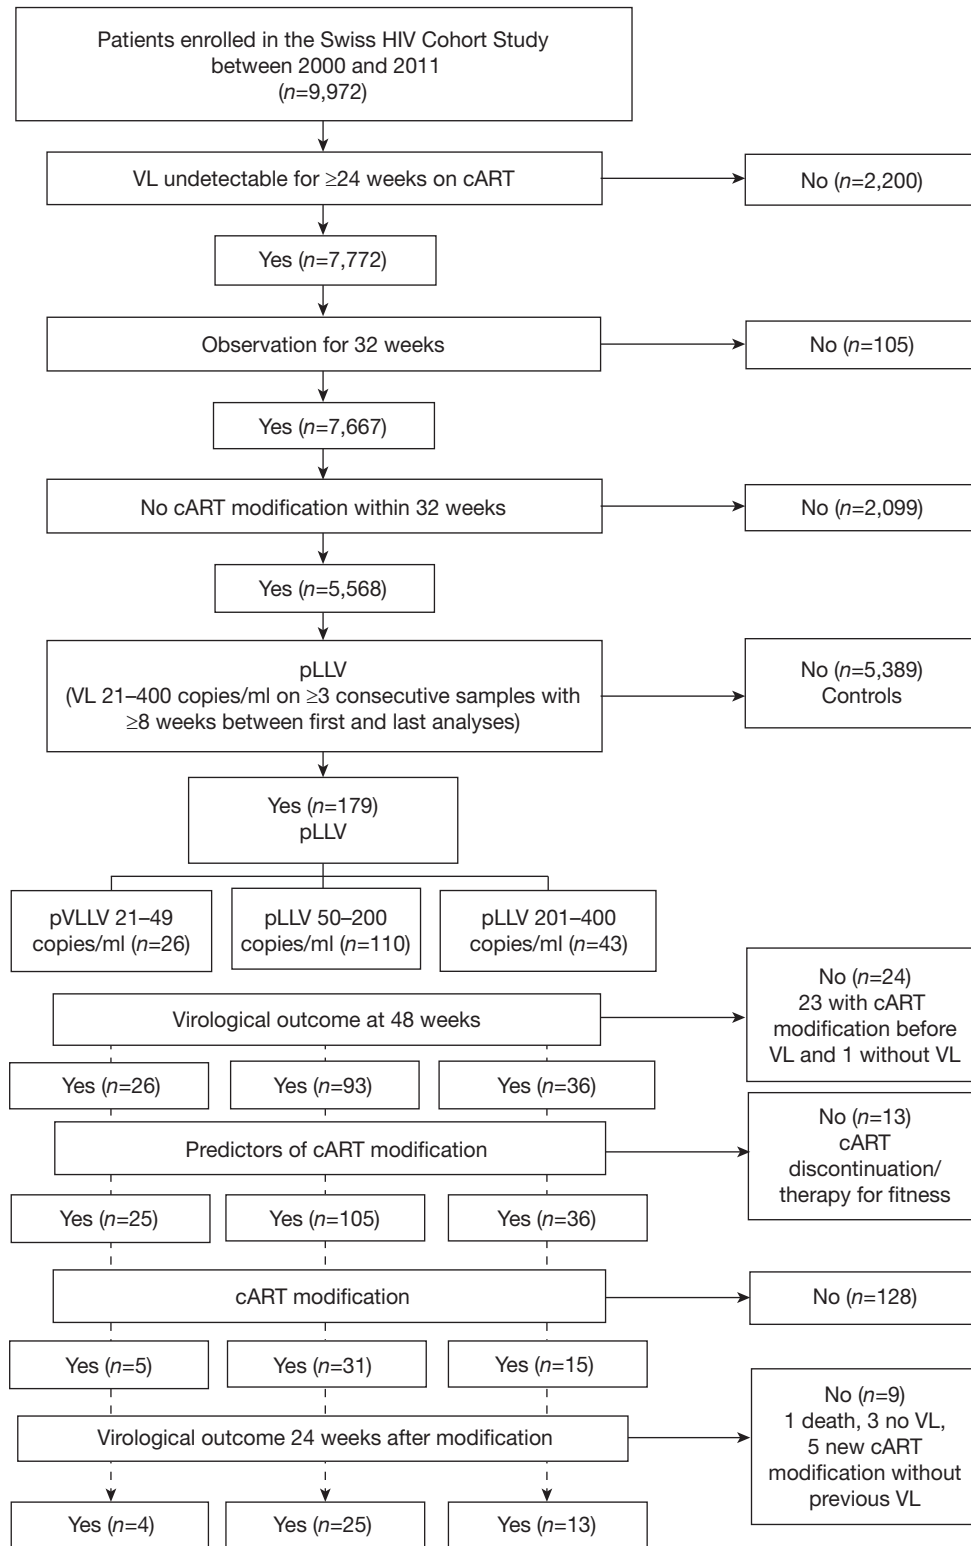 Patients enrolled in the Swiss HIV Cohort Study
between 2000 and 2011
(n=9,972)
VL undetectable for ≥24 weeks on cART
No (n=2,200)
Yes (n=7,772)
Observation for 32 weeks
No (n=105)
Yes (n=7,667)
No cART modification within 32 weeks
No (n=2,099)
Yes (n=5,568)
pLLV
(VL 21–400 copies/ml on ≥3 consecutive samples with
≥8 weeks between first and last analyses)
No (n=5,389)
Controls
Yes (n=179)
pLLV
pVLLV 21–49
copies/ml (n=26)
pLLV 50–200
copies/ml (n=110)
pLLV 201–400
copies/ml (n=43)
Virological outcome at 48 weeks
No (n=24)
23 with cART
modification before
VL and 1 without VL
Yes (n=26)
Yes (n=93)
Yes (n=36)
Predictors of cART modification
No (n=13)
cART
discontinuation/
therapy for fitness
Yes (n=25)
Yes (n=105)
Yes (n=36)
cART modification
No (n=128)
Yes (n=5)
Yes (n=31)
Yes (n=15)
Virological outcome 24 weeks after modification
No (n=9)
1 death, 3 no VL,
5 new cART
modification without
previous VL
Yes (n=4)
Yes (n=25)
Yes (n=13)